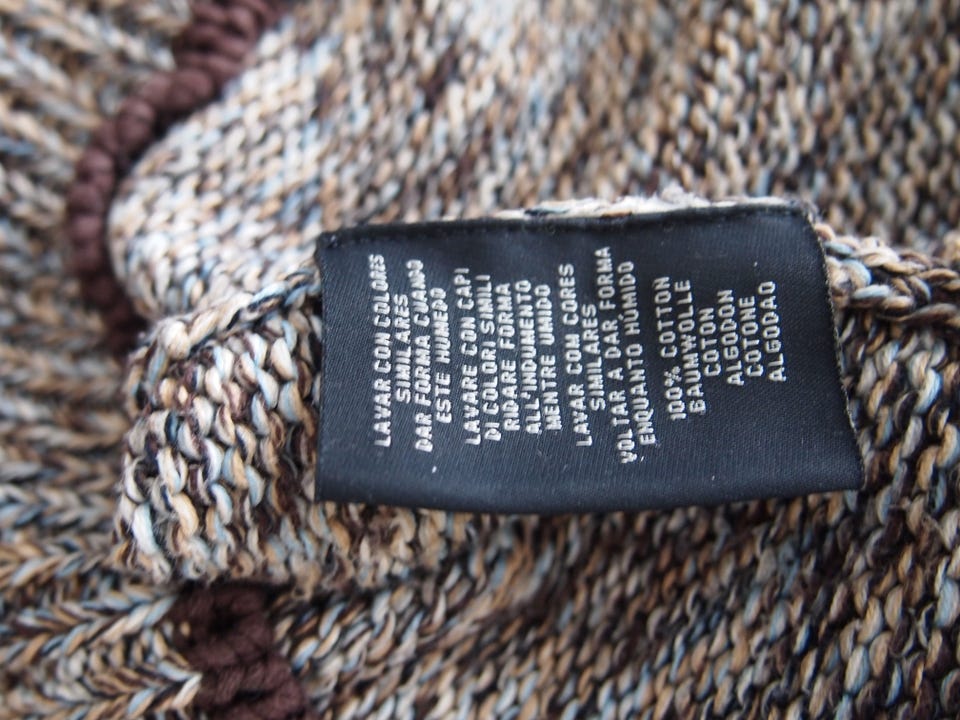 LAVAR CON COLORES
SIMILARES
DAR FORMA CUANDO
ESTE HUMEDO
LAVARE CON CAPI
DI COLORI SIMILI
RIDARE FORMA
ALL'INDUMENTO
MENTRE UMIDO
LAVAR COM CORES
SIMILARES
VOLTAR A DAR FORMA
ENQUANTO HÚMIDO
100% COTTON
BAUMWOLLE
COTON
ALGODON
COTONE
ALGODAO